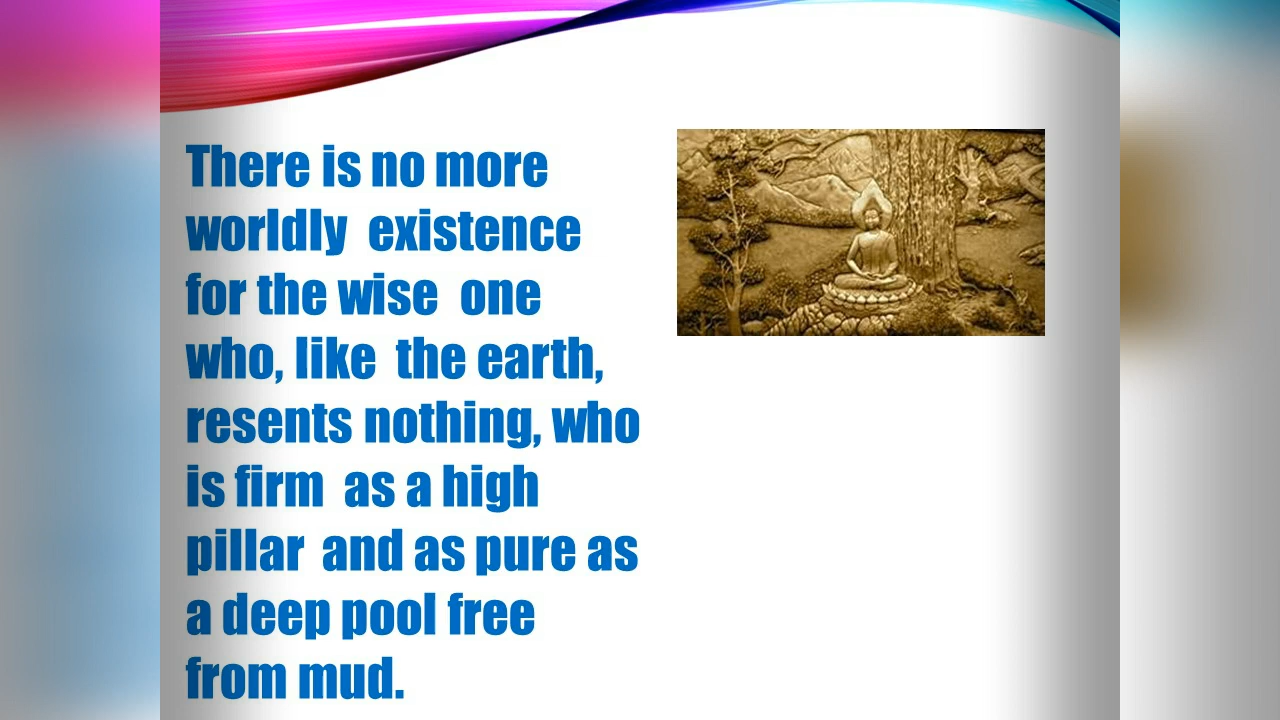 There is no more
worldly existence
for the wise one
who, like the earth,
resents nothing, who
is firm as a high
pillar and as pure as
a deep pool free
from mud.